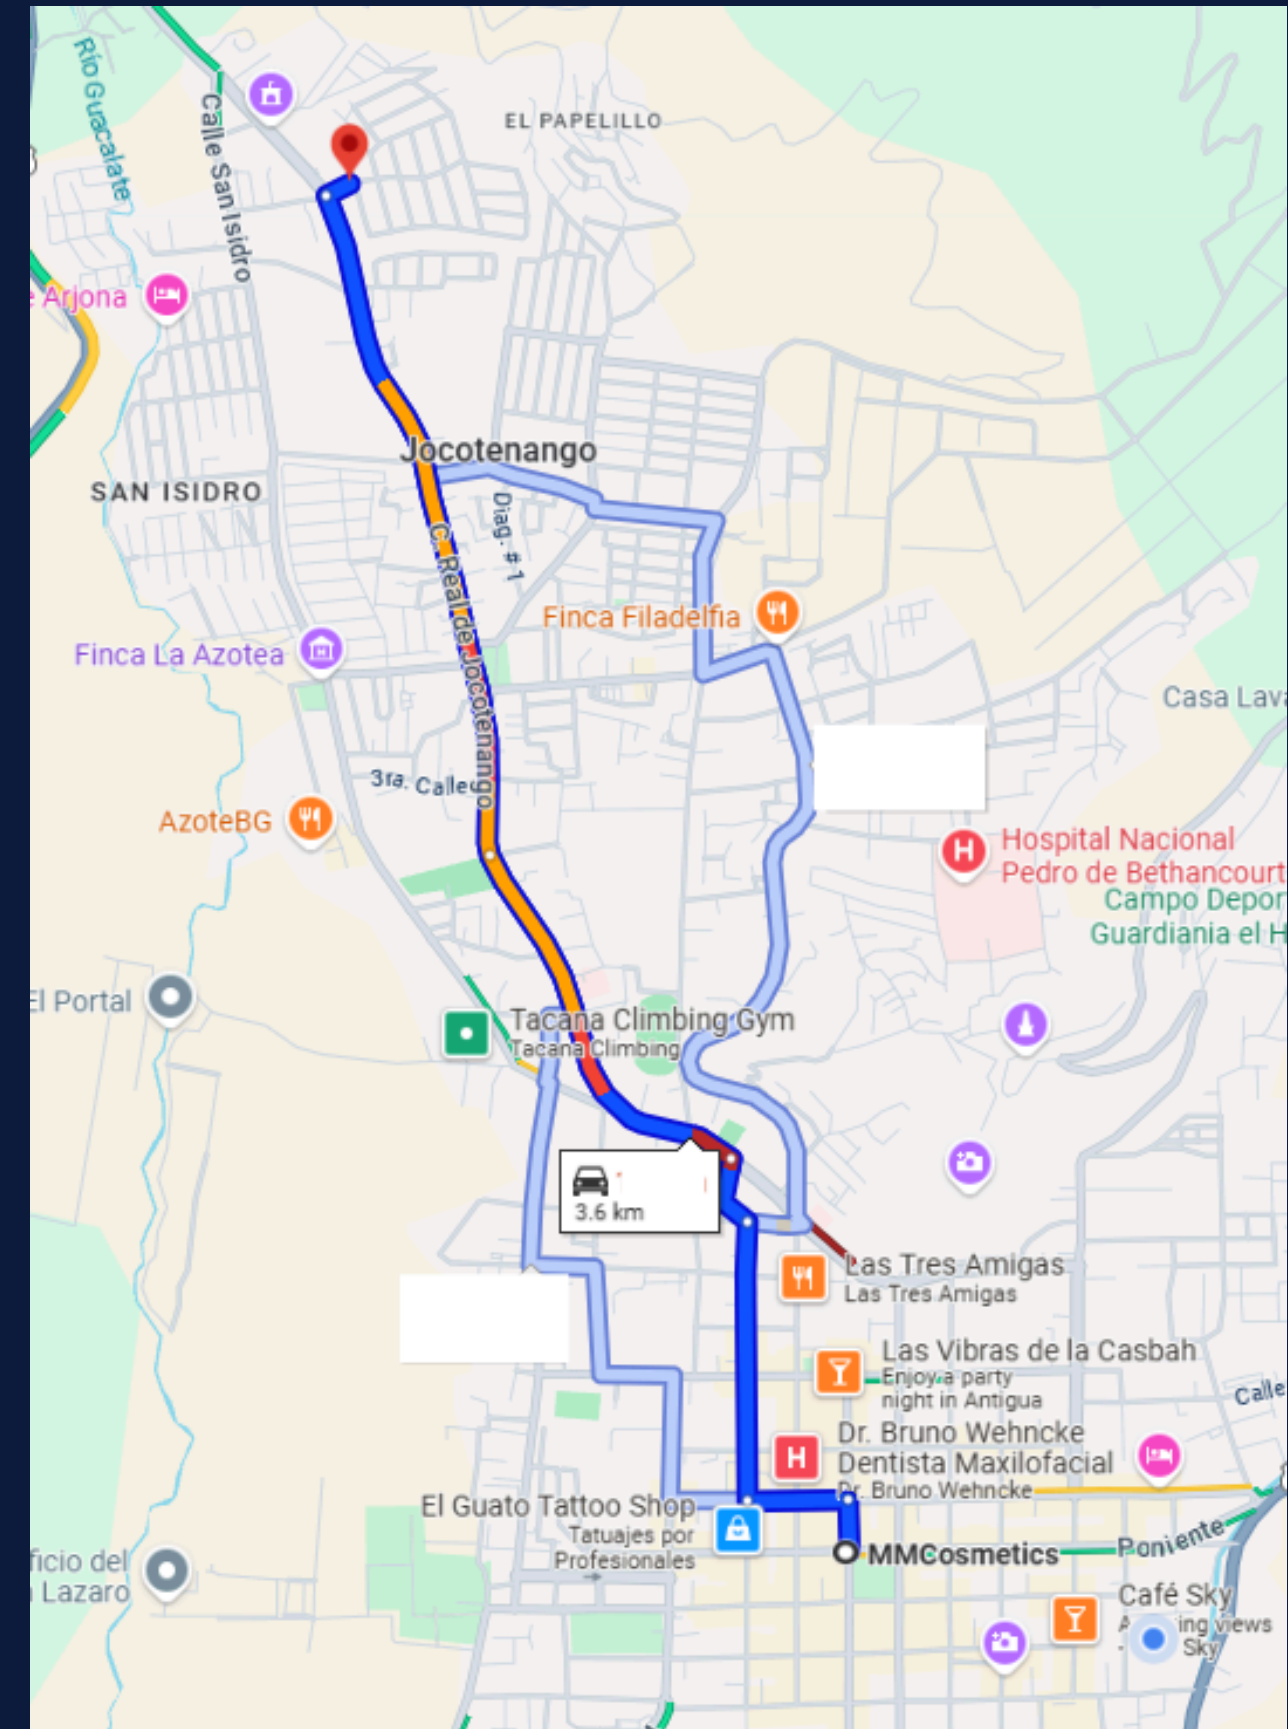 Río Guacalate
Calle San Isidro
EL PAPELILLO
Arjona
Jocotenango
SAN ISIDRO
Diag. # 1
C. Real de Jocotenango
Finca Filadelfia
Finca La Azotea
Casa Lava
3ra. Calle
AzoteBG
Hospital Nacional
Pedro de Bethancourt
Campo Depor
Guardiania el H
El Portal
Tacana Climbing Gym
Tacana Climbing
3.6 km
Las Tres Amigas
Las Tres Amigas
Las Vibras de la Casbah
Enjoy a party
night in Antigua
Calle
Dr. Bruno Wehncke
Dentista Maxilofacial
Dr. Bruno Wehncke
El Guato Tattoo Shop
Tatuajes por
Profesionales
MMCosmetics
Poniente
ficio del
Lazaro
Café Sky
ing views
Sky